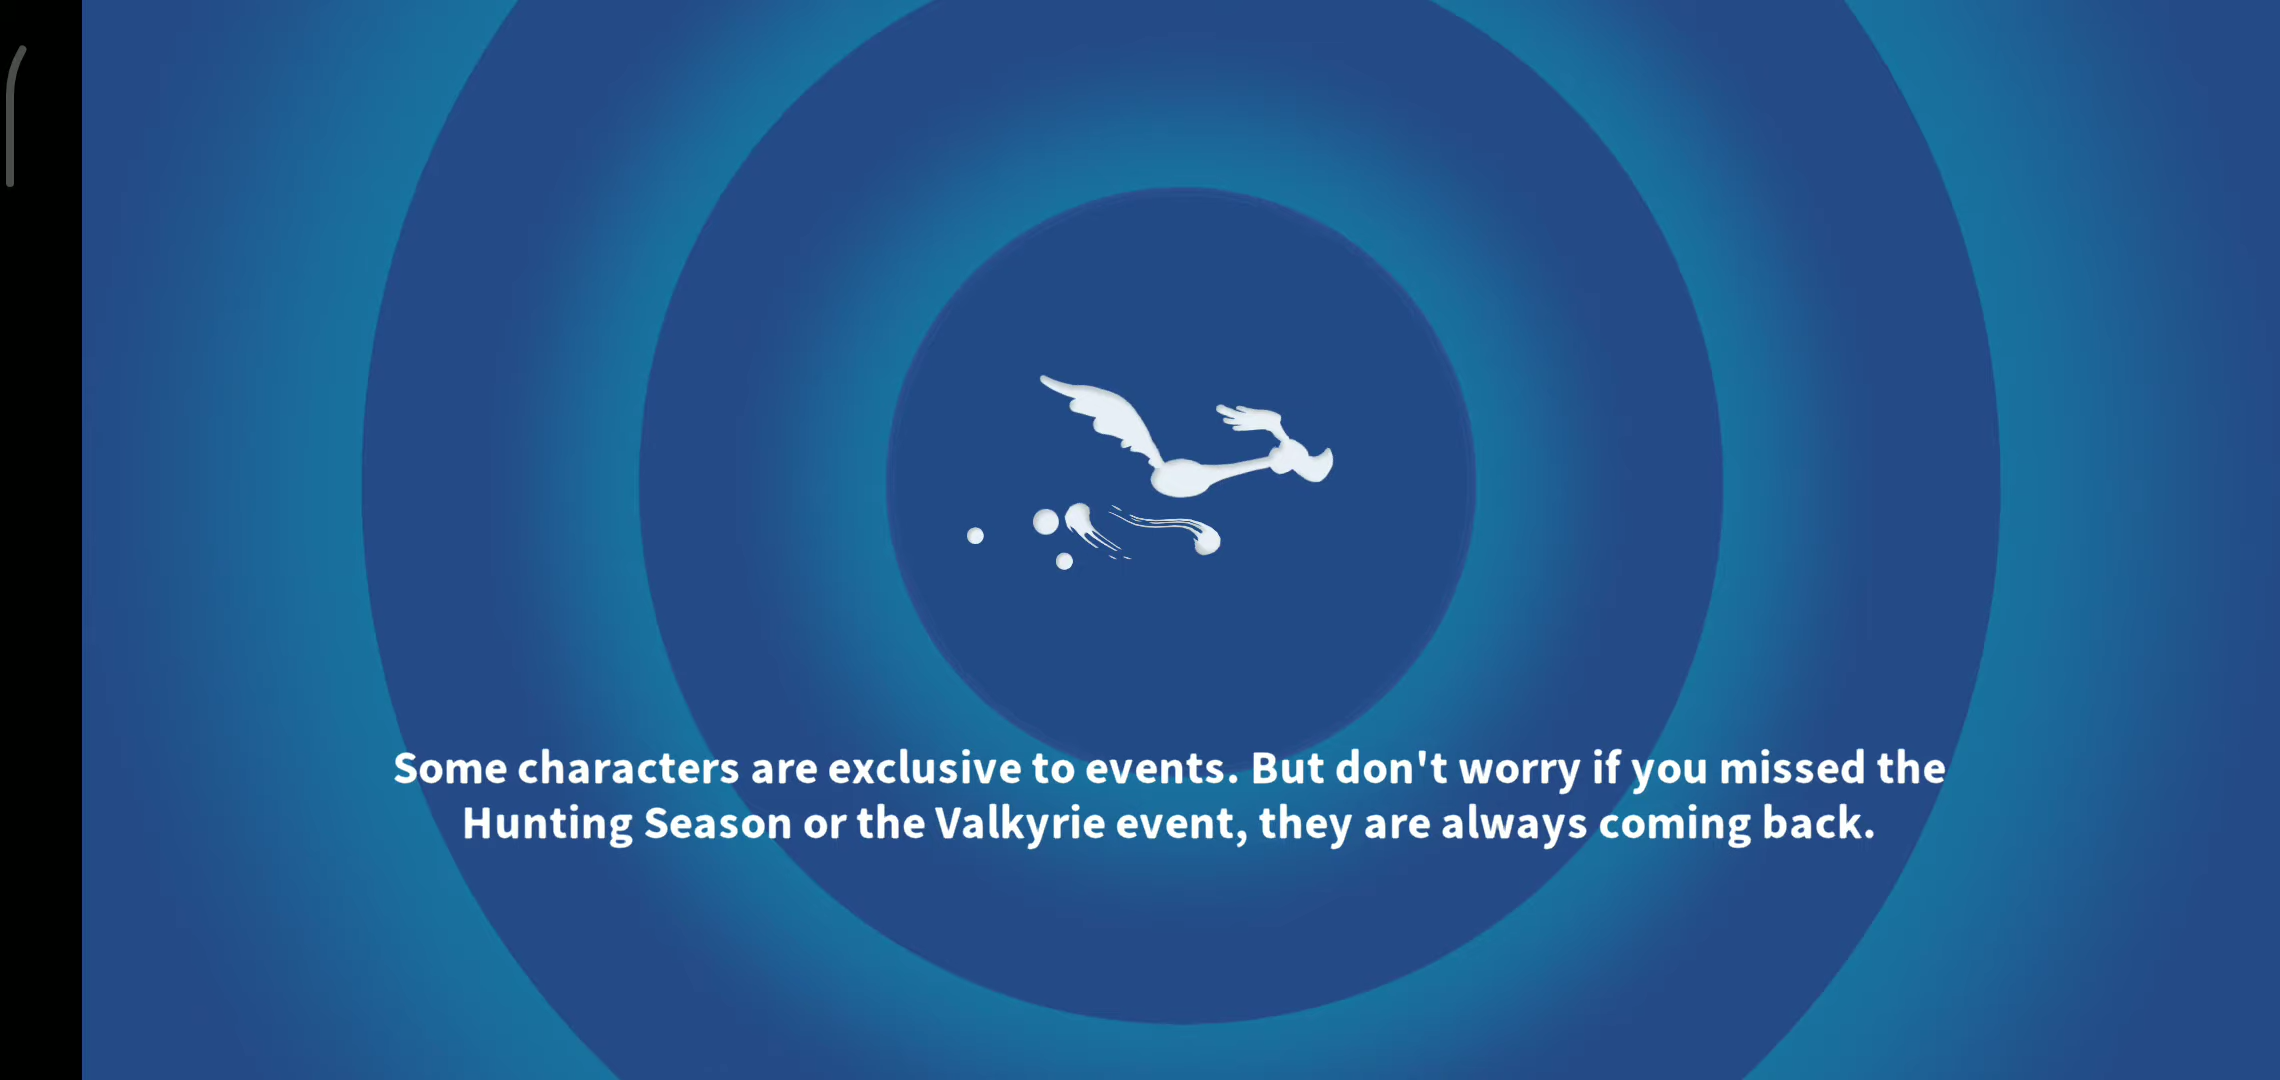 Some characters are exclusive to events. But don't worry if you missed the
Hunting Season or the Valkyrie event, they are always coming back.